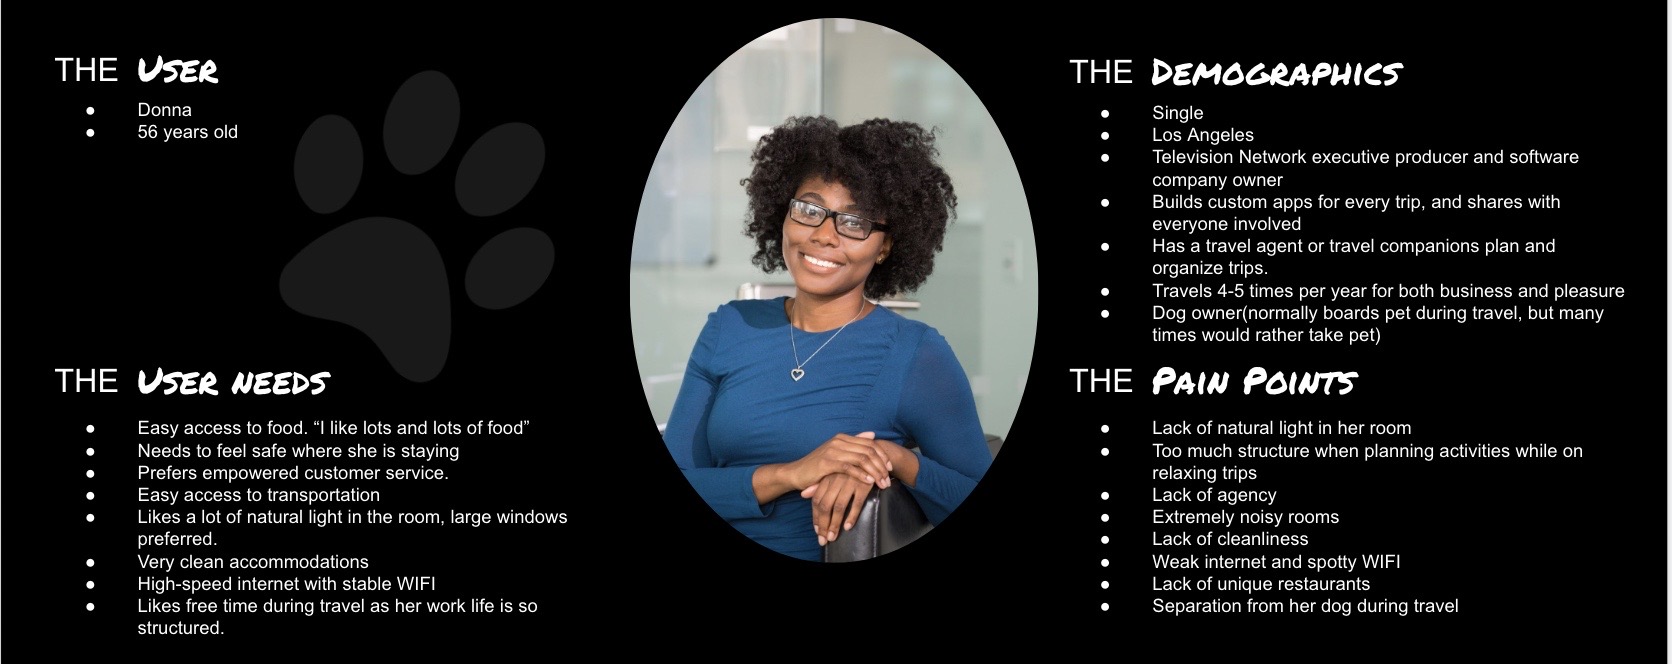 THE USER
● Donna
● 56 years old
THE USER NEEDS
● Easy access to food. “I like lots and lots of food”
● Needs to feel safe where she is staying
● Prefers empowered customer service.
● Easy access to transportation
● Likes a lot of natural light in the room, large windows
preferred.
● Very clean accommodations
● High-speed internet with stable WIFI
● Likes free time during travel as her work life is so
structured.
THE DEMOGRAPHICS
● Single
● Los Angeles
● Television Network executive producer and software
company owner
● Builds custom apps for every trip, and shares with
everyone involved
● Has a travel agent or travel companions plan and
organize trips.
● Travels 4-5 times per year for both business and pleasure
● Dog owner(normally boards pet during travel, but many
times would rather take pet)
THE PAIN POINTS
● Lack of natural light in her room
● Too much structure when planning activities while on
relaxing trips
● Lack of agency
● Extremely noisy rooms
● Lack of cleanliness
● Weak internet and spotty WIFI
● Lack of unique restaurants
● Separation from her dog during travel